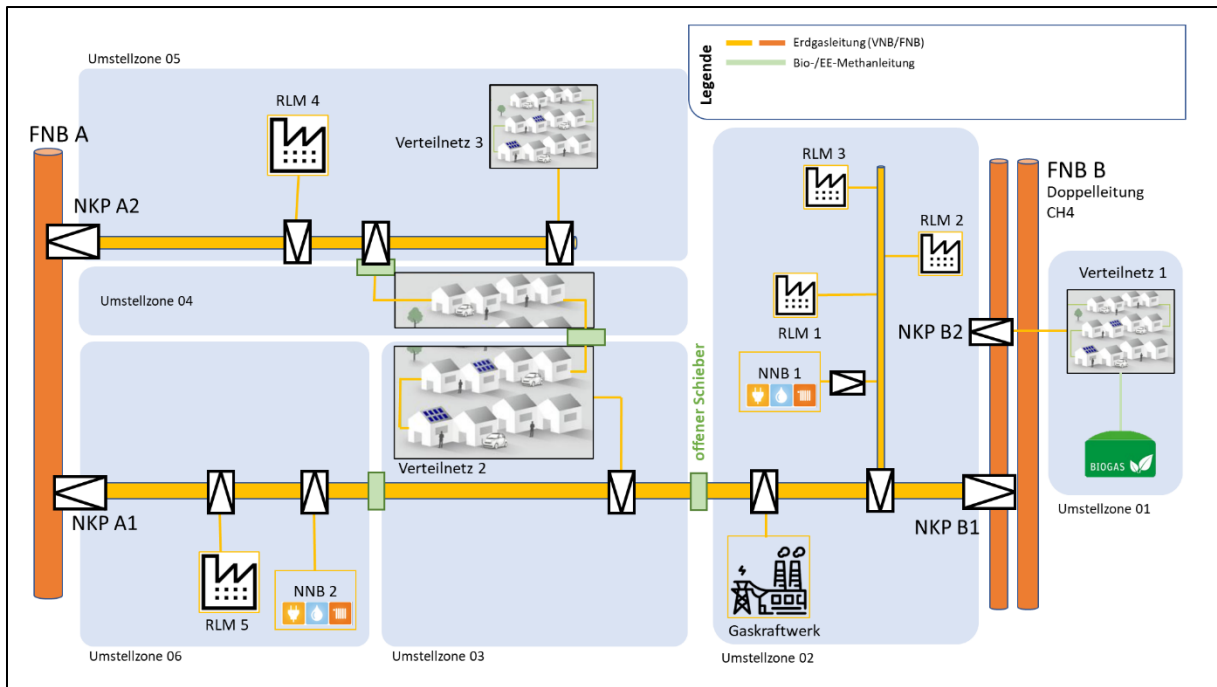 Umstellzone 05
Legende
Erdgasleitung (VNB/FNB)
Bio-/EE-Methanleitung
FNB A
RLM 4
Verteilnetz 3
NKP A2
RLM 3
RLM 2
RLM 1
FNB B
Doppelleitung
CH4
Verteilnetz 1
Umstellzone 04
NKP B2
NNB 1
offener Schieber
Verteilnetz 2
BIOGAS
Umstellzone 01
NKP A1
NKP B1
RLM 5
NNB 2
Gaskraftwerk
Umstellzone 06
Umstellzone 03
Umstellzone 02